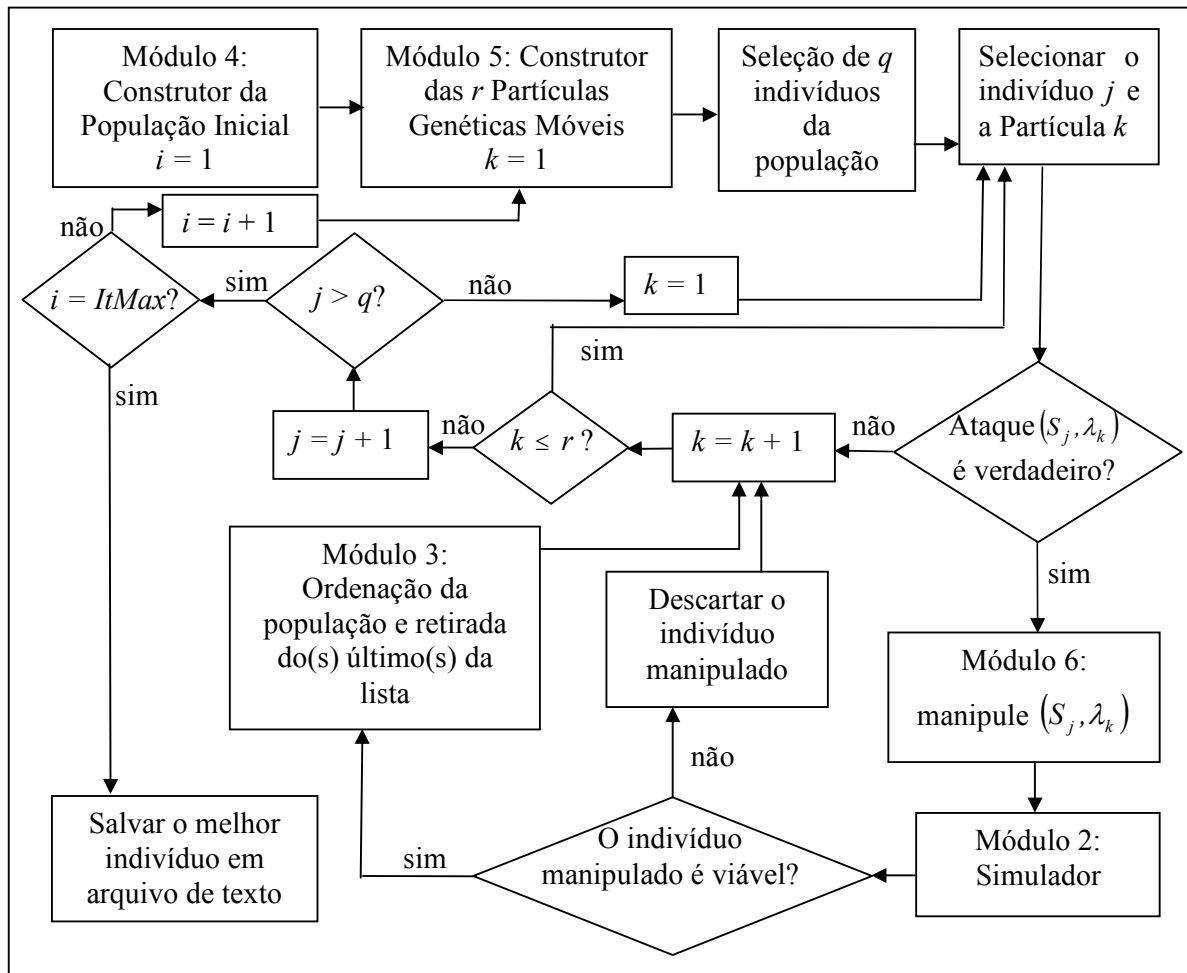 Módulo 4:
Construtor da
População Inicial
i = 1
Módulo 5: Construtor
das r Partículas
Genéticas Móveis
k = 1
Seleção de q
indivíduos
da
população
Selecionar o
indivíduo j e
a Partícula k
não
i = i + 1
i = ItMax?
sim
j > q?
não
k = 1
sim
sim
j = j + 1
não
k ≤ r ?
k = k + 1
não
Ataque(S_j, λ_k)
é verdadeiro?
sim
Módulo 3:
Ordenação da
população e retirada
do(s) último(s) da
lista
Descartar o
indivíduo
manipulado
Módulo 6:
manipule (S_j, λ_k)
não
Salvar o melhor
indivíduo em
arquivo de texto
sim
O indivíduo
manipulado é viável?
Módulo 2:
Simulador